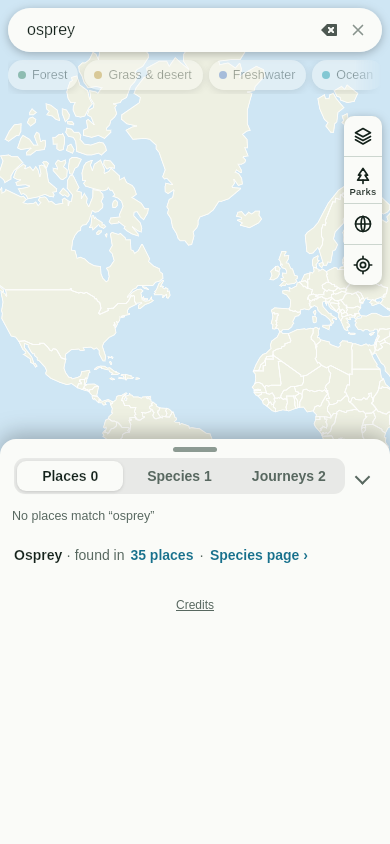 osprey
Forest
Grass & desert
Freshwater
Ocean
Parks
Places 0
Species 1
Journeys 2
No places match “osprey”
Osprey · found in 35 places · Species page ›
Credits